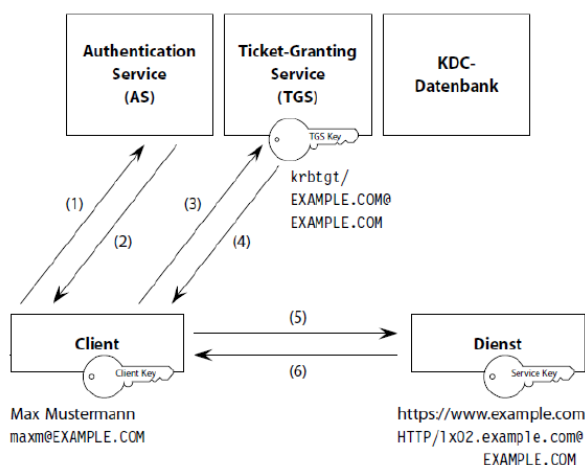 Authentication
Service
(AS)
Ticket-Granting
Service
(TGS)
KDC-
Datenbank
TGS Key
krbtgt/
EXAMPLE.COM@
EXAMPLE.COM
(1)
(2)
(3)
(4)
(5)
(6)
Client
Client Key
Dienst
Service Key
Max Mustermann
maxm@EXAMPLE.COM
https://www.example.com
HTTP/lx02.example.com@
EXAMPLE.COM